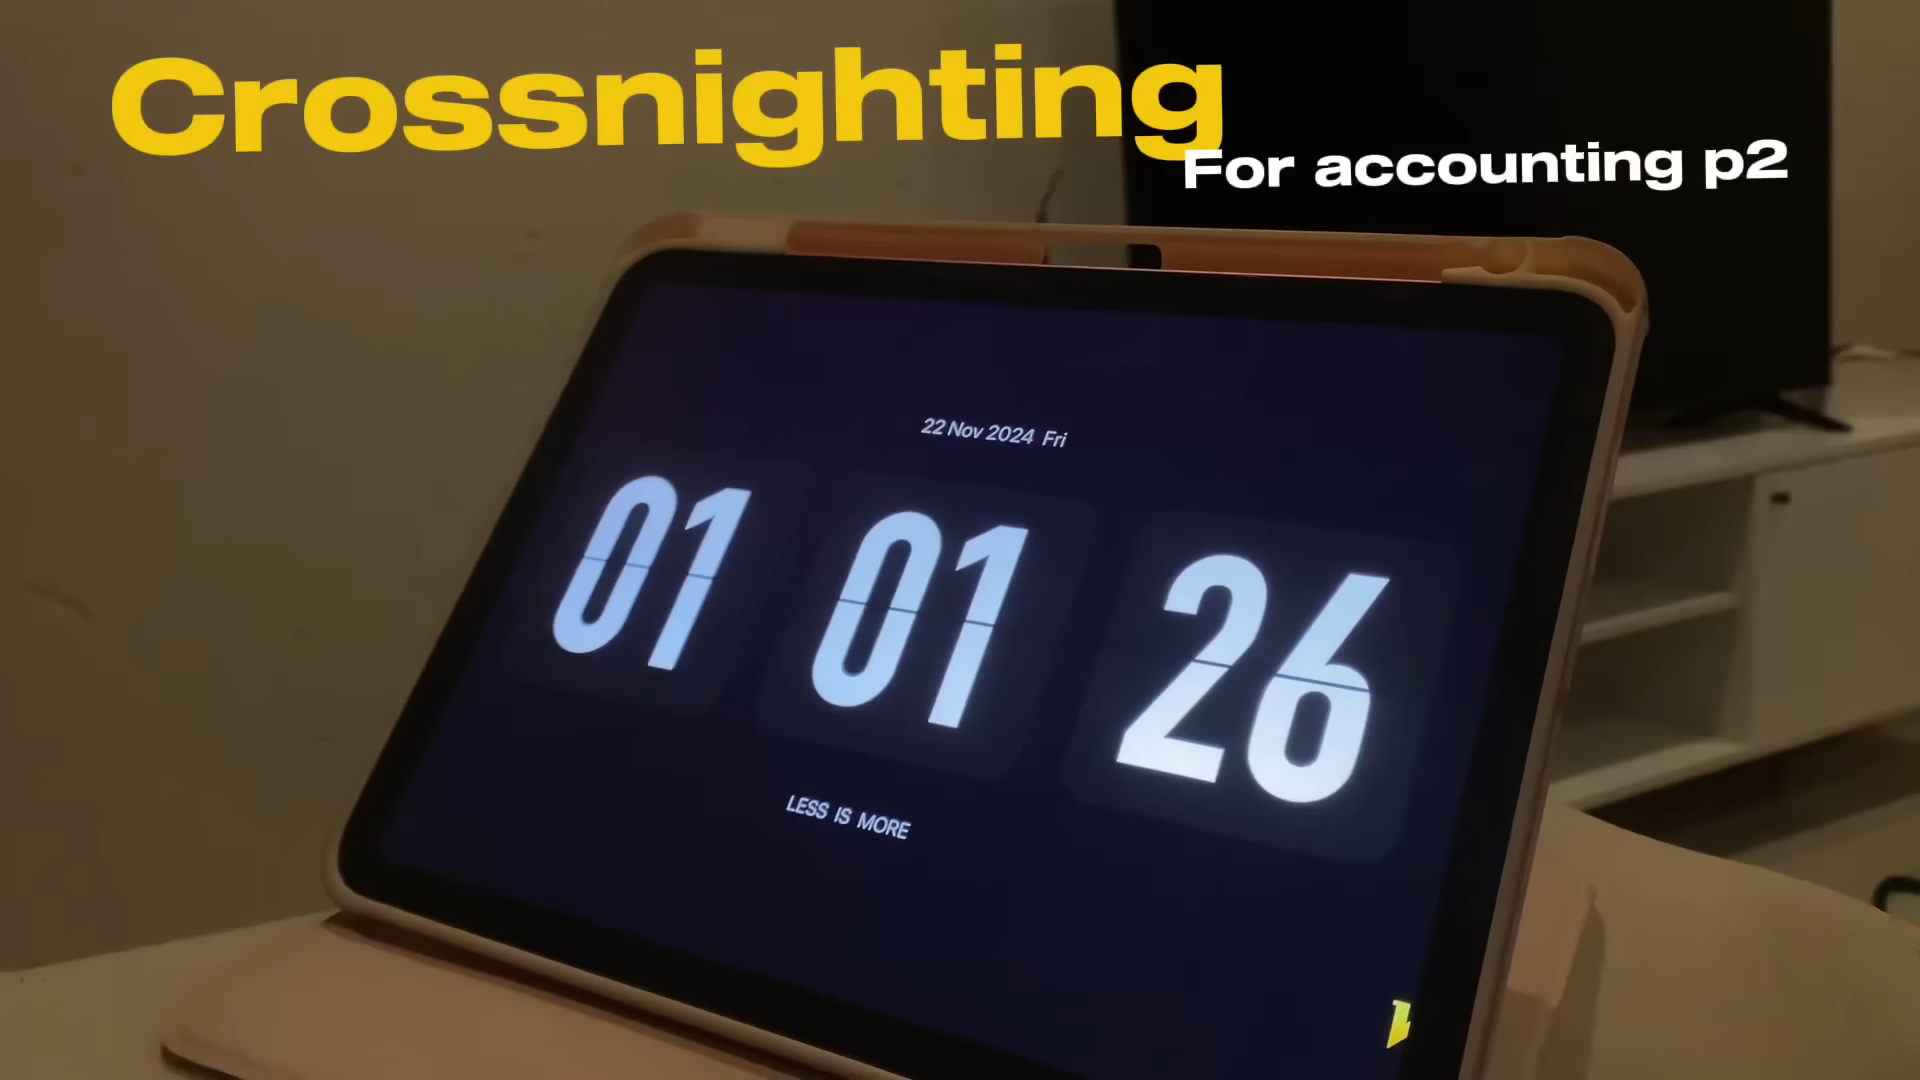 Crossnighting
For accounting p2
22 Nov 2024 Fri
01 01 26
LESS IS MORE